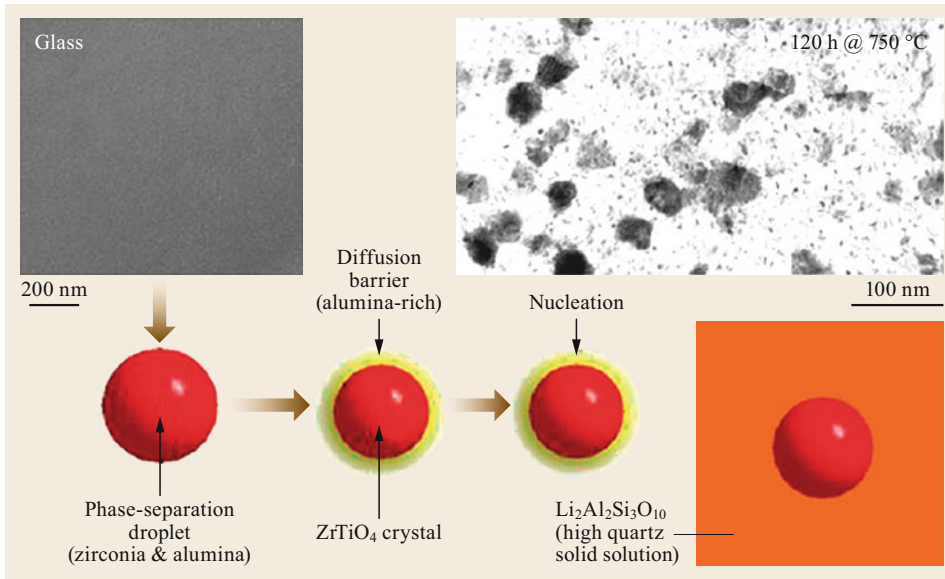 Glass
120 h @ 750 °C
200 nm
100 nm
Diffusion
barrier
(alumina-rich)
Nucleation
Phase-separation
droplet
(zirconia & alumina)
ZrTiO₄ crystal
Li₂Al₂Si₃O₁₀
(high quartz
solid solution)